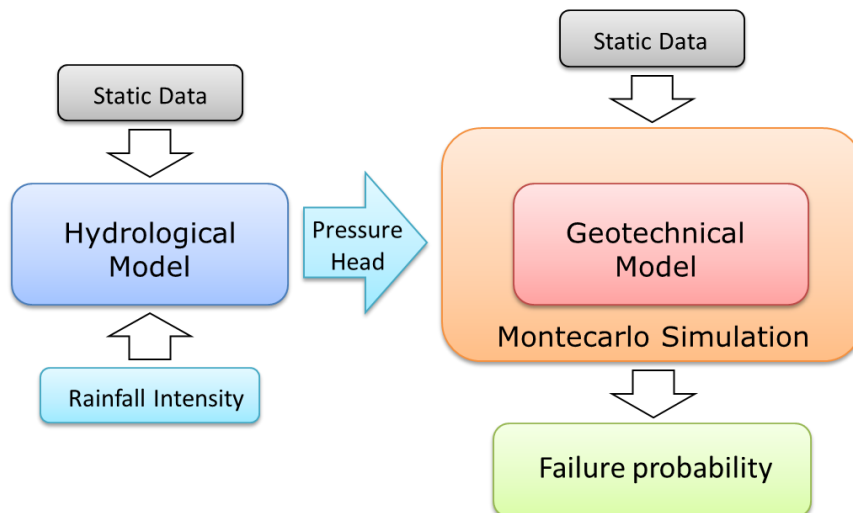 Static Data
Static Data
Hydrological
Model
Pressure
Head
Geotechnical
Model
Montecarlo Simulation
Rainfall Intensity
Failure probability